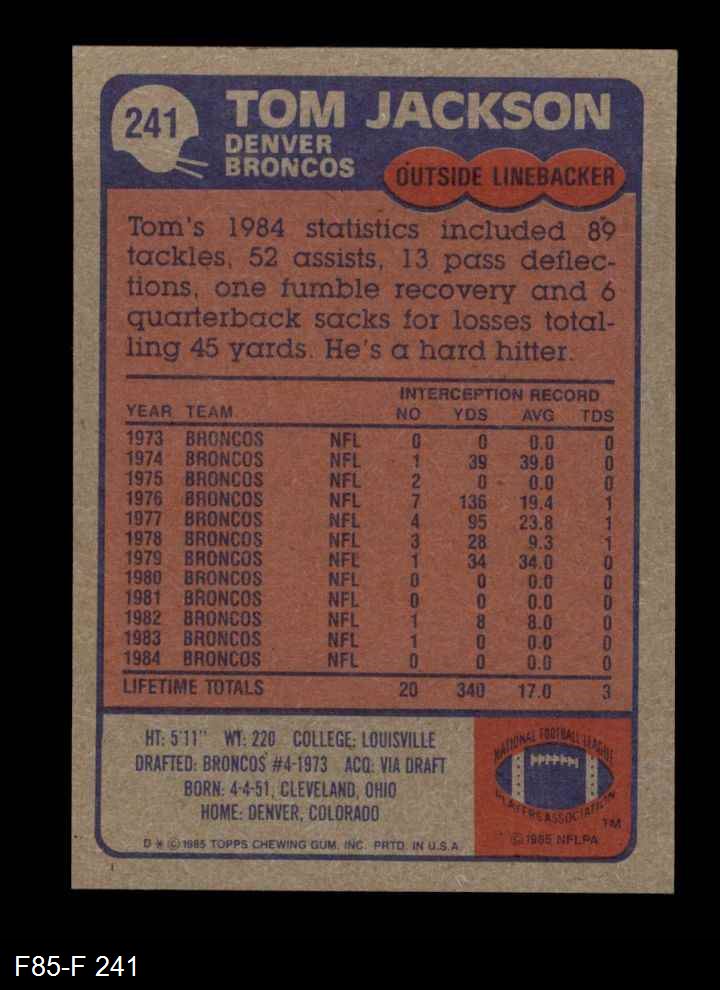 241
TOM JACKSON
DENVER
BRONCOS
OUTSIDE LINEBACKER
Tom's 1984 statistics included 89
tackles, 52 assists, 13 pass deflec-
tions, one fumble recovery and 6
quarterback sacks for losses total-
ling 45 yards. He's a hard hitter.
INTERCEPTION RECORD
YEAR TEAM NO YDS AVG TDS
1973 BRONCOS NFL 0 0 0.0 0
1974 BRONCOS NFL 1 39 39.0 0
1975 BRONCOS NFL 2 0 0.0 0
1976 BRONCOS NFL 7 136 19.4 1
1977 BRONCOS NFL 4 95 23.8 1
1978 BRONCOS NFL 3 28 9.3 1
1979 BRONCOS NFL 1 34 34.0 0
1980 BRONCOS NFL 0 0 0.0 0
1981 BRONCOS NFL 0 0 0.0 0
1982 BRONCOS NFL 1 8 8.0 0
1983 BRONCOS NFL 1 0 0.0 0
1984 BRONCOS NFL 0 0 0.0 0
LIFETIME TOTALS 20 340 17.0 3
HT: 5'11" WT: 220 COLLEGE: LOUISVILLE
DRAFTED: BRONCOS #4-1973 ACQ: VIA DRAFT
BORN: 4-4-51, CLEVELAND, OHIO
HOME: DENVER, COLORADO
D * © 1985 TOPPS CHEWING GUM, INC. PRTD. IN U.S.A.
NATIONAL FOOTBALL LEAGUE
PLAYERS ASSOCIATION
TM
© 1985 NFLPA
F85-F 241